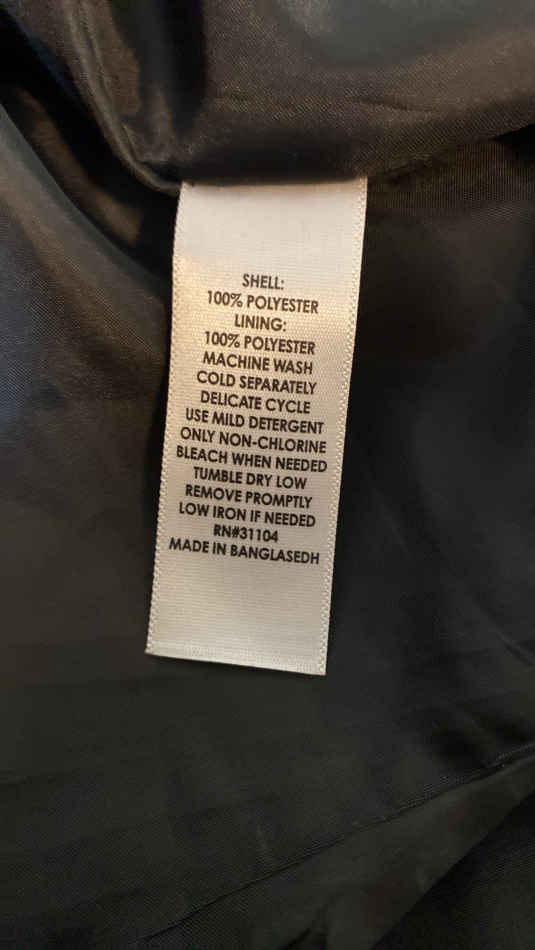 SHELL:
100% POLYESTER
LINING:
100% POLYESTER
MACHINE WASH
COLD SEPARATELY
DELICATE CYCLE
USE MILD DETERGENT
ONLY NON-CHLORINE
BLEACH WHEN NEEDED
TUMBLE DRY LOW
REMOVE PROMPTLY
LOW IRON IF NEEDED
RN#31104
MADE IN BANGLASEDH